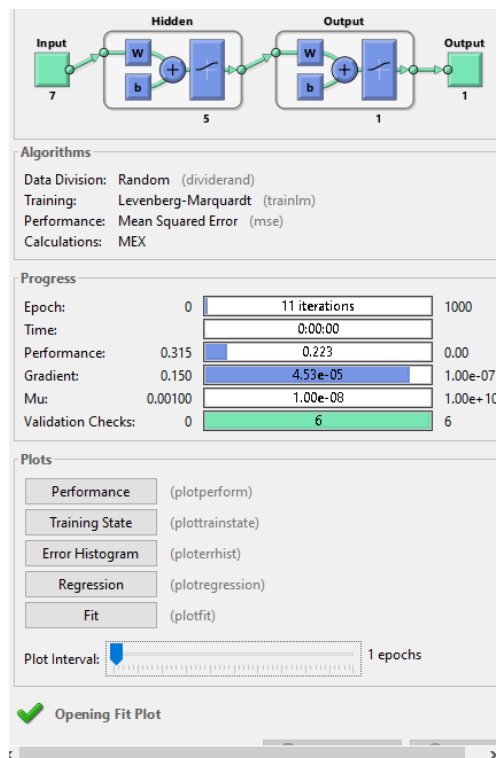 Hidden Output
Input Output
W W
b b
7 5 1 1
Algorithms
Data Division: Random (dividerand)
Training: Levenberg-Marquardt (trainlm)
Performance: Mean Squared Error (mse)
Calculations: MEX
Progress
Epoch: 0 11 iterations 1000
Time: 0:00:00
Performance: 0.315 0.223 0.00
Gradient: 0.150 4.53e-05 1.00e-07
Mu: 0.00100 1.00e-08 1.00e+10
Validation Checks: 0 6 6
Plots
Performance (plotperform)
Training State (plottrainstate)
Error Histogram (ploterrhist)
Regression (plotregression)
Fit (plotfit)
Plot Interval: 1 epochs
Opening Fit Plot